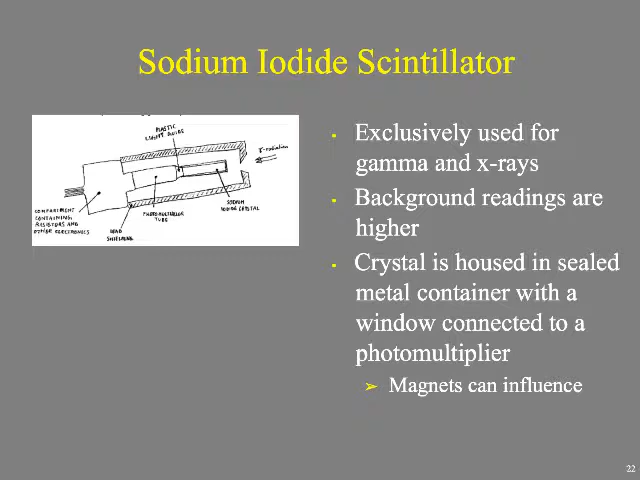 Sodium Iodide Scintillator
PLASTIC
LIGHT GUIDE
γ-radiation
COMPARTMENT
CONTAINING
RESISTORS AND
OTHER ELECTRONICS
LEAD
SHIELDING
PHOTOMULTIPLIER
TUBE
SODIUM
IODIDE CRYSTAL
Exclusively used for
gamma and x-rays
Background readings are
higher
Crystal is housed in sealed
metal container with a
window connected to a
photomultiplier
Magnets can influence
22